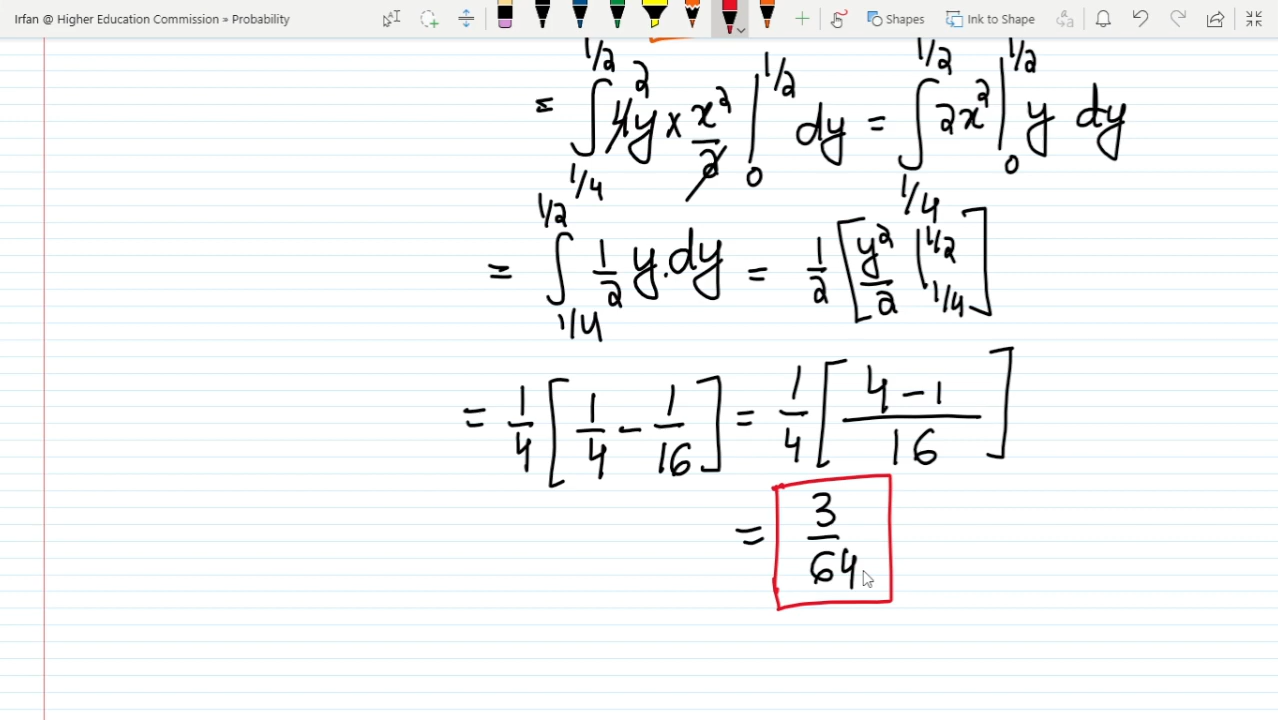 Irfan @ Higher Education Commission » Probability Shapes Ink to Shape
= ∫_{1/4}^{1/2} 4y × x²/2 |_0^{1/2} dy = ∫_{1/4}^{1/2} 2x² |_0^{1/2} y dy
= ∫_{1/4}^{1/2} 1/2 y.dy = 1/2 [y²/2 |_{1/4}^{1/2}]
= 1/4 [1/4 - 1/16] = 1/4 [(4-1)/16]
= 3/64